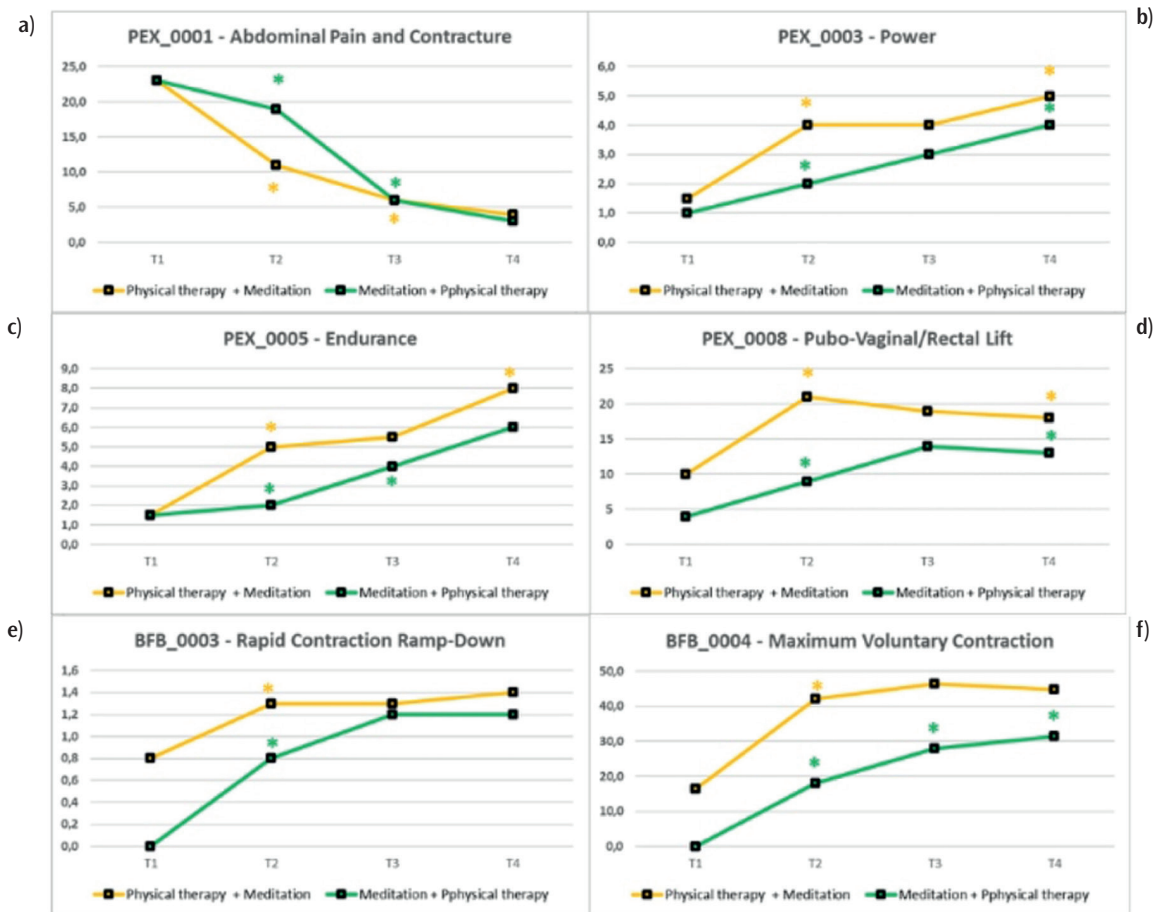 a)
PEX_0001 - Abdominal Pain and Contracture
25,0
20,0
15,0
10,0
5,0
0,0
*
*
*
*
T1 T2 T3 T4
Physical therapy + Meditation Meditation + Pphysical therapy
b)
PEX_0003 - Power
6,0
5,0
4,0
3,0
2,0
1,0
0,0
*
*
*
*
T1 T2 T3 T4
Physical therapy + Meditation Meditation + Pphysical therapy
c)
PEX_0005 - Endurance
9,0
8,0
7,0
6,0
5,0
4,0
3,0
2,0
1,0
0,0
*
*
*
*
T1 T2 T3 T4
Physical therapy + Meditation Meditation + Pphysical therapy
d)
PEX_0008 - Pubo-Vaginal/Rectal Lift
25
20
15
10
5
0
*
*
*
*
T1 T2 T3 T4
Physical therapy + Meditation Meditation + Pphysical therapy
e)
BFB_0003 - Rapid Contraction Ramp-Down
1,6
1,4
1,2
1,0
0,8
0,6
0,4
0,2
0,0
*
*
T1 T2 T3 T4
Physical therapy + Meditation Meditation + Pphysical therapy
f)
BFB_0004 - Maximum Voluntary Contraction
50,0
40,0
30,0
20,0
10,0
0,0
*
*
*
*
T1 T2 T3 T4
Physical therapy + Meditation Meditation + Pphysical therapy